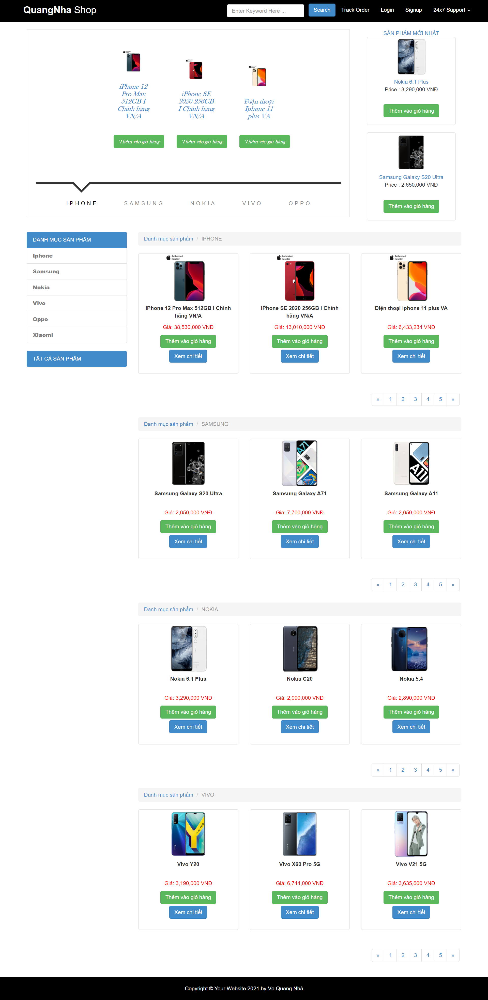 QuangNha Shop
Enter Keyword Here ...
Search
Track Order
Login
Signup
24x7 Support
iPhone 12
Pro Max
512GB I
Chính hãng
VN/A
Thêm vào giỏ hàng
iPhone SE
2020 256GB
I Chính hãng
VN/A
Thêm vào giỏ hàng
Điện thoại
Iphone 11
plus VA
Thêm vào giỏ hàng
IPHONE
SAMSUNG
NOKIA
VIVO
OPPO
SẢN PHẨM MỚI NHẤT
Nokia 6.1 Plus
Price : 3,290,000 VNĐ
Thêm vào giỏ hàng
Samsung Galaxy S20 Ultra
Price : 2,650,000 VNĐ
Thêm vào giỏ hàng
DANH MỤC SẢN PHẨM
Iphone
Samsung
Nokia
Vivo
Oppo
Xiaomi
TẤT CẢ SẢN PHẨM
Danh mục sản phẩm / IPHONE
Authorised
Reseller
iPhone 12 Pro Max 512GB I Chính
hãng VN/A
Giá: 38,530,000 VNĐ
Thêm vào giỏ hàng
Xem chi tiết
Authorised
Reseller
iPhone SE 2020 256GB I Chính
hãng VN/A
Giá: 13,010,000 VNĐ
Thêm vào giỏ hàng
Xem chi tiết
Authorised
Reseller
Điện thoại Iphone 11 plus VA
Giá: 6,433,234 VNĐ
Thêm vào giỏ hàng
Xem chi tiết
« 1 2 3 4 5 »
Danh mục sản phẩm / SAMSUNG
Samsung Galaxy S20 Ultra
Giá: 2,650,000 VNĐ
Thêm vào giỏ hàng
Xem chi tiết
A71
Samsung Galaxy A71
Giá: 7,700,000 VNĐ
Thêm vào giỏ hàng
Xem chi tiết
A11
Samsung Galaxy A11
Giá: 2,650,000 VNĐ
Thêm vào giỏ hàng
Xem chi tiết
« 1 2 3 4 5 »
Danh mục sản phẩm / NOKIA
06:59
Nokia 6.1 Plus
Giá: 3,290,000 VNĐ
Thêm vào giỏ hàng
Xem chi tiết
Nokia C20
Giá: 2,090,000 VNĐ
Thêm vào giỏ hàng
Xem chi tiết
Nokia 5.4
Giá: 2,890,000 VNĐ
Thêm vào giỏ hàng
Xem chi tiết
« 1 2 3 4 5 »
Danh mục sản phẩm / VIVO
vivo Y20
Vivo Y20
Giá: 3,190,000 VNĐ
Thêm vào giỏ hàng
Xem chi tiết
Vivo X60 Pro 5G
Giá: 6,744,000 VNĐ
Thêm vào giỏ hàng
Xem chi tiết
Vivo V21 5G
Giá: 3,635,600 VNĐ
Thêm vào giỏ hàng
Xem chi tiết
« 1 2 3 4 5 »
Copyright © Your Website 2021 by Võ Quang Nhả